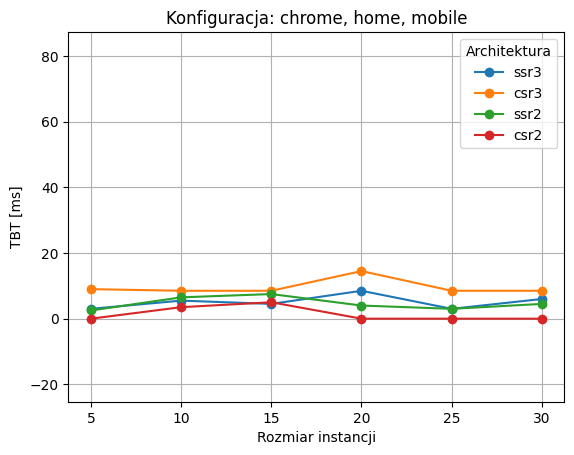 Konfiguracja: chrome, home, mobile
80
60
40
20
0
−20
TBT [ms]
Architektura
ssr3
csr3
ssr2
csr2
5
10
15
20
25
30
Rozmiar instancji